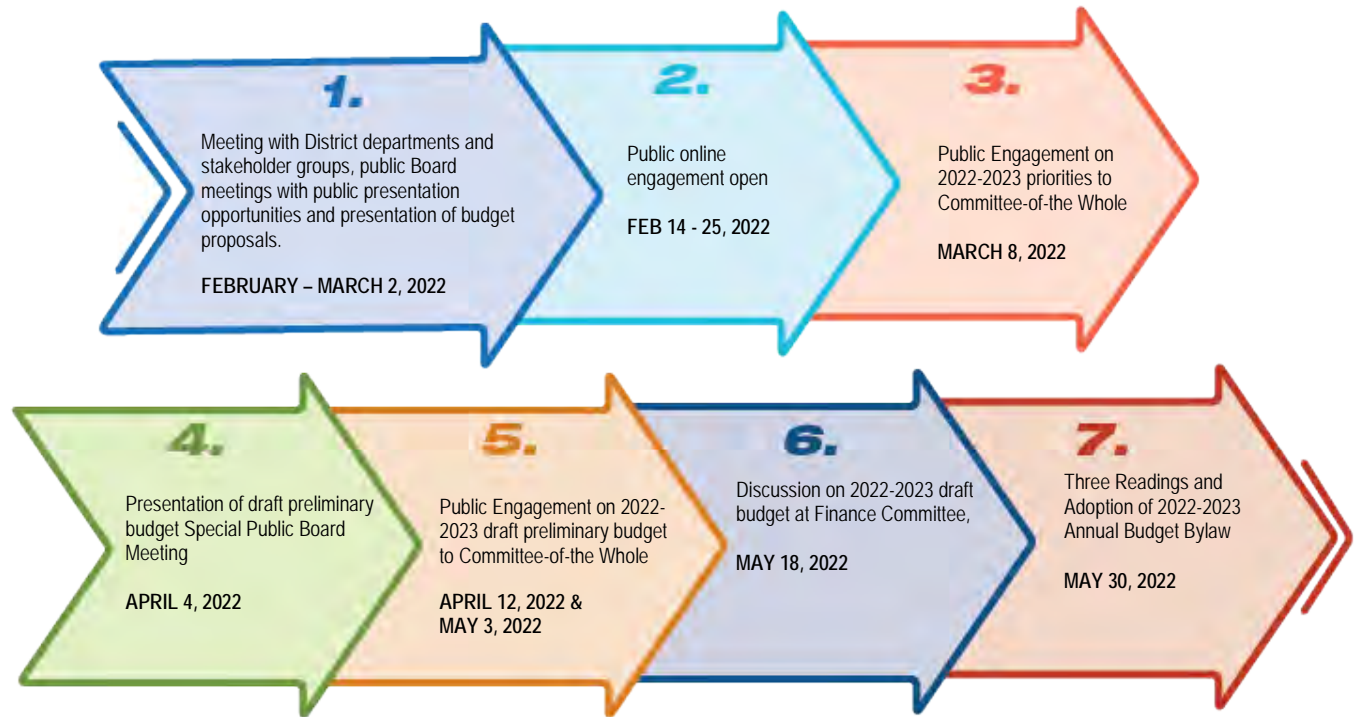 1.
Meeting with District departments and
stakeholder groups, public Board
meetings with public presentation
opportunities and presentation of budget
proposals.
FEBRUARY – MARCH 2, 2022
2.
Public online
engagement open
FEB 14 - 25, 2022
3.
Public Engagement on
2022-2023 priorities to
Committee-of-the Whole
MARCH 8, 2022
4.
Presentation of draft preliminary
budget Special Public Board
Meeting
APRIL 4, 2022
5.
Public Engagement on 2022-
2023 draft preliminary budget
to Committee-of-the Whole
APRIL 12, 2022 &
MAY 3, 2022
6.
Discussion on 2022-2023 draft
budget at Finance Committee,
MAY 18, 2022
7.
Three Readings and
Adoption of 2022-2023
Annual Budget Bylaw
MAY 30, 2022